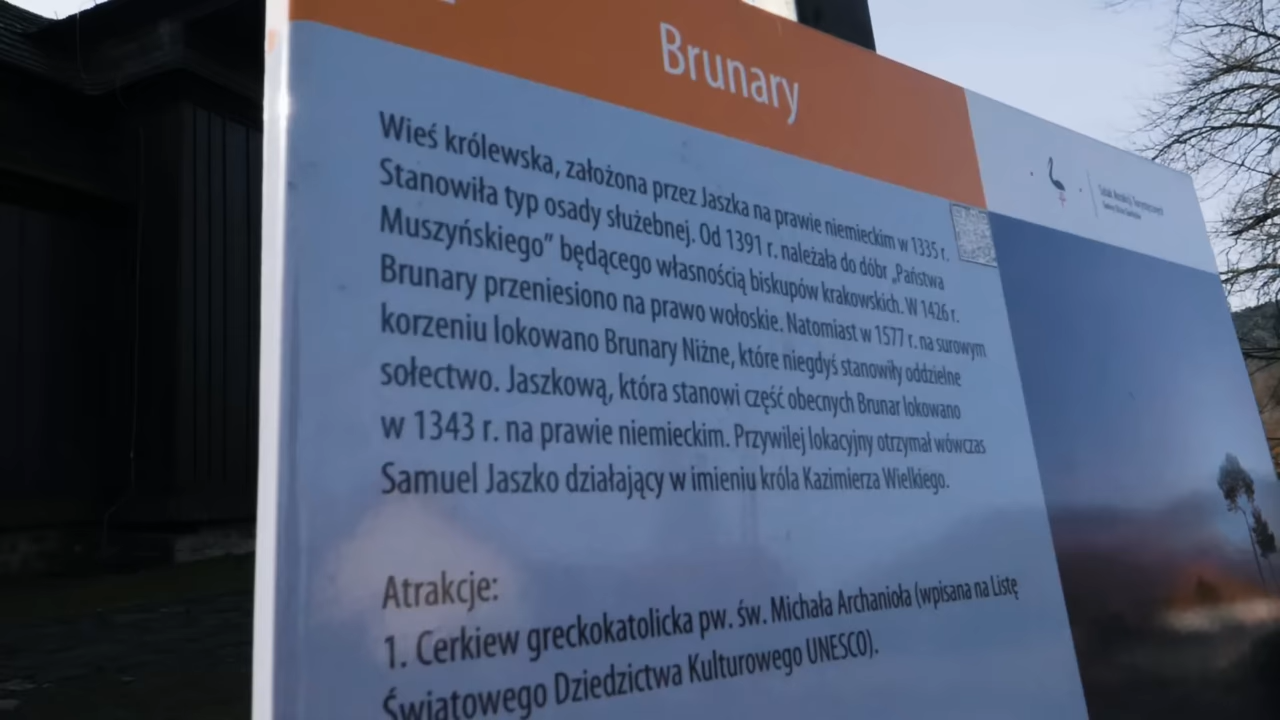 Brunary
Wieś królewska, założona przez Jaszka na prawie niemieckim w 1335 r.
Stanowiła typ osady służebnej. Od 1391 r. należała do dóbr „Państwa
Muszyńskiego” będącego własnością biskupów krakowskich. W 1426 r.
Brunary przeniesiono na prawo wołoskie. Natomiast w 1577 r. na surowym
korzeniu lokowano Brunary Niżne, które niegdyś stanowiły oddzielne
sołectwo. Jaszkową, która stanowi część obecnych Brunar lokowano
w 1343 r. na prawie niemieckim. Przywilej lokacyjny otrzymał wówczas
Samuel Jaszko działający w imieniu króla Kazimierza Wielkiego.
Atrakcje:
1. Cerkiew greckokatolicka pw. św. Michała Archanioła (wpisana na Listę
Światowego Dziedzictwa Kulturowego UNESCO).